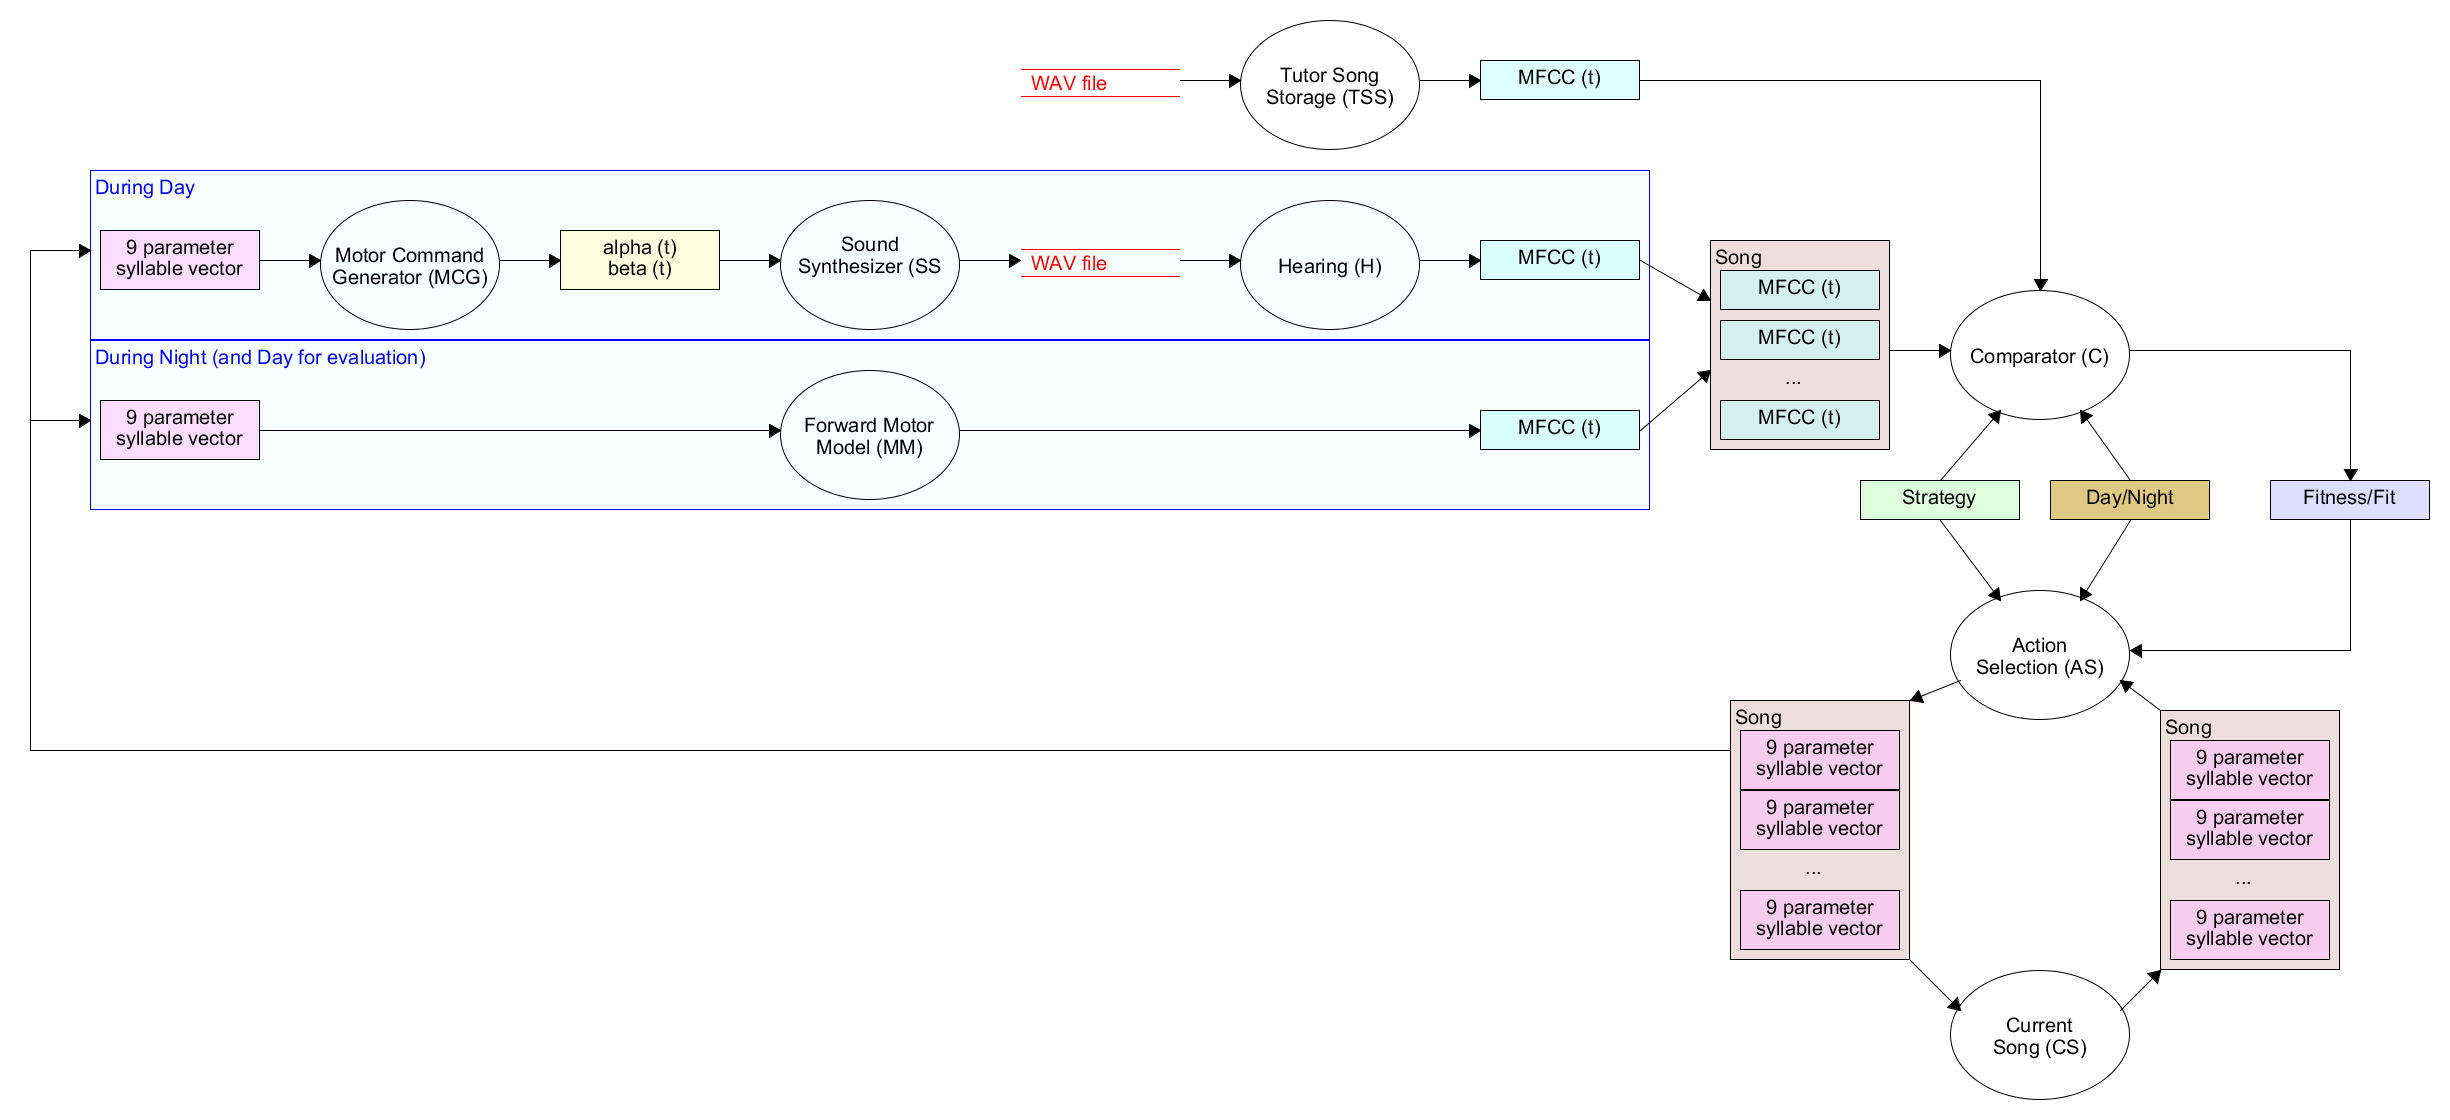 WAV file
Tutor Song
Storage (TSS)
MFCC (t)
During Day
9 parameter
syllable vector
Motor Command
Generator (MCG)
alpha (t)
beta (t)
Sound
Synthesizer (SS
WAV file
Hearing (H)
MFCC (t)
During Night (and Day for evaluation)
9 parameter
syllable vector
Forward Motor
Model (MM)
MFCC (t)
Song
MFCC (t)
MFCC (t)
...
MFCC (t)
Comparator (C)
Strategy
Day/Night
Fitness/Fit
Action
Selection (AS)
Song
9 parameter
syllable vector
9 parameter
syllable vector
...
9 parameter
syllable vector
Song
9 parameter
syllable vector
9 parameter
syllable vector
...
9 parameter
syllable vector
Current
Song (CS)